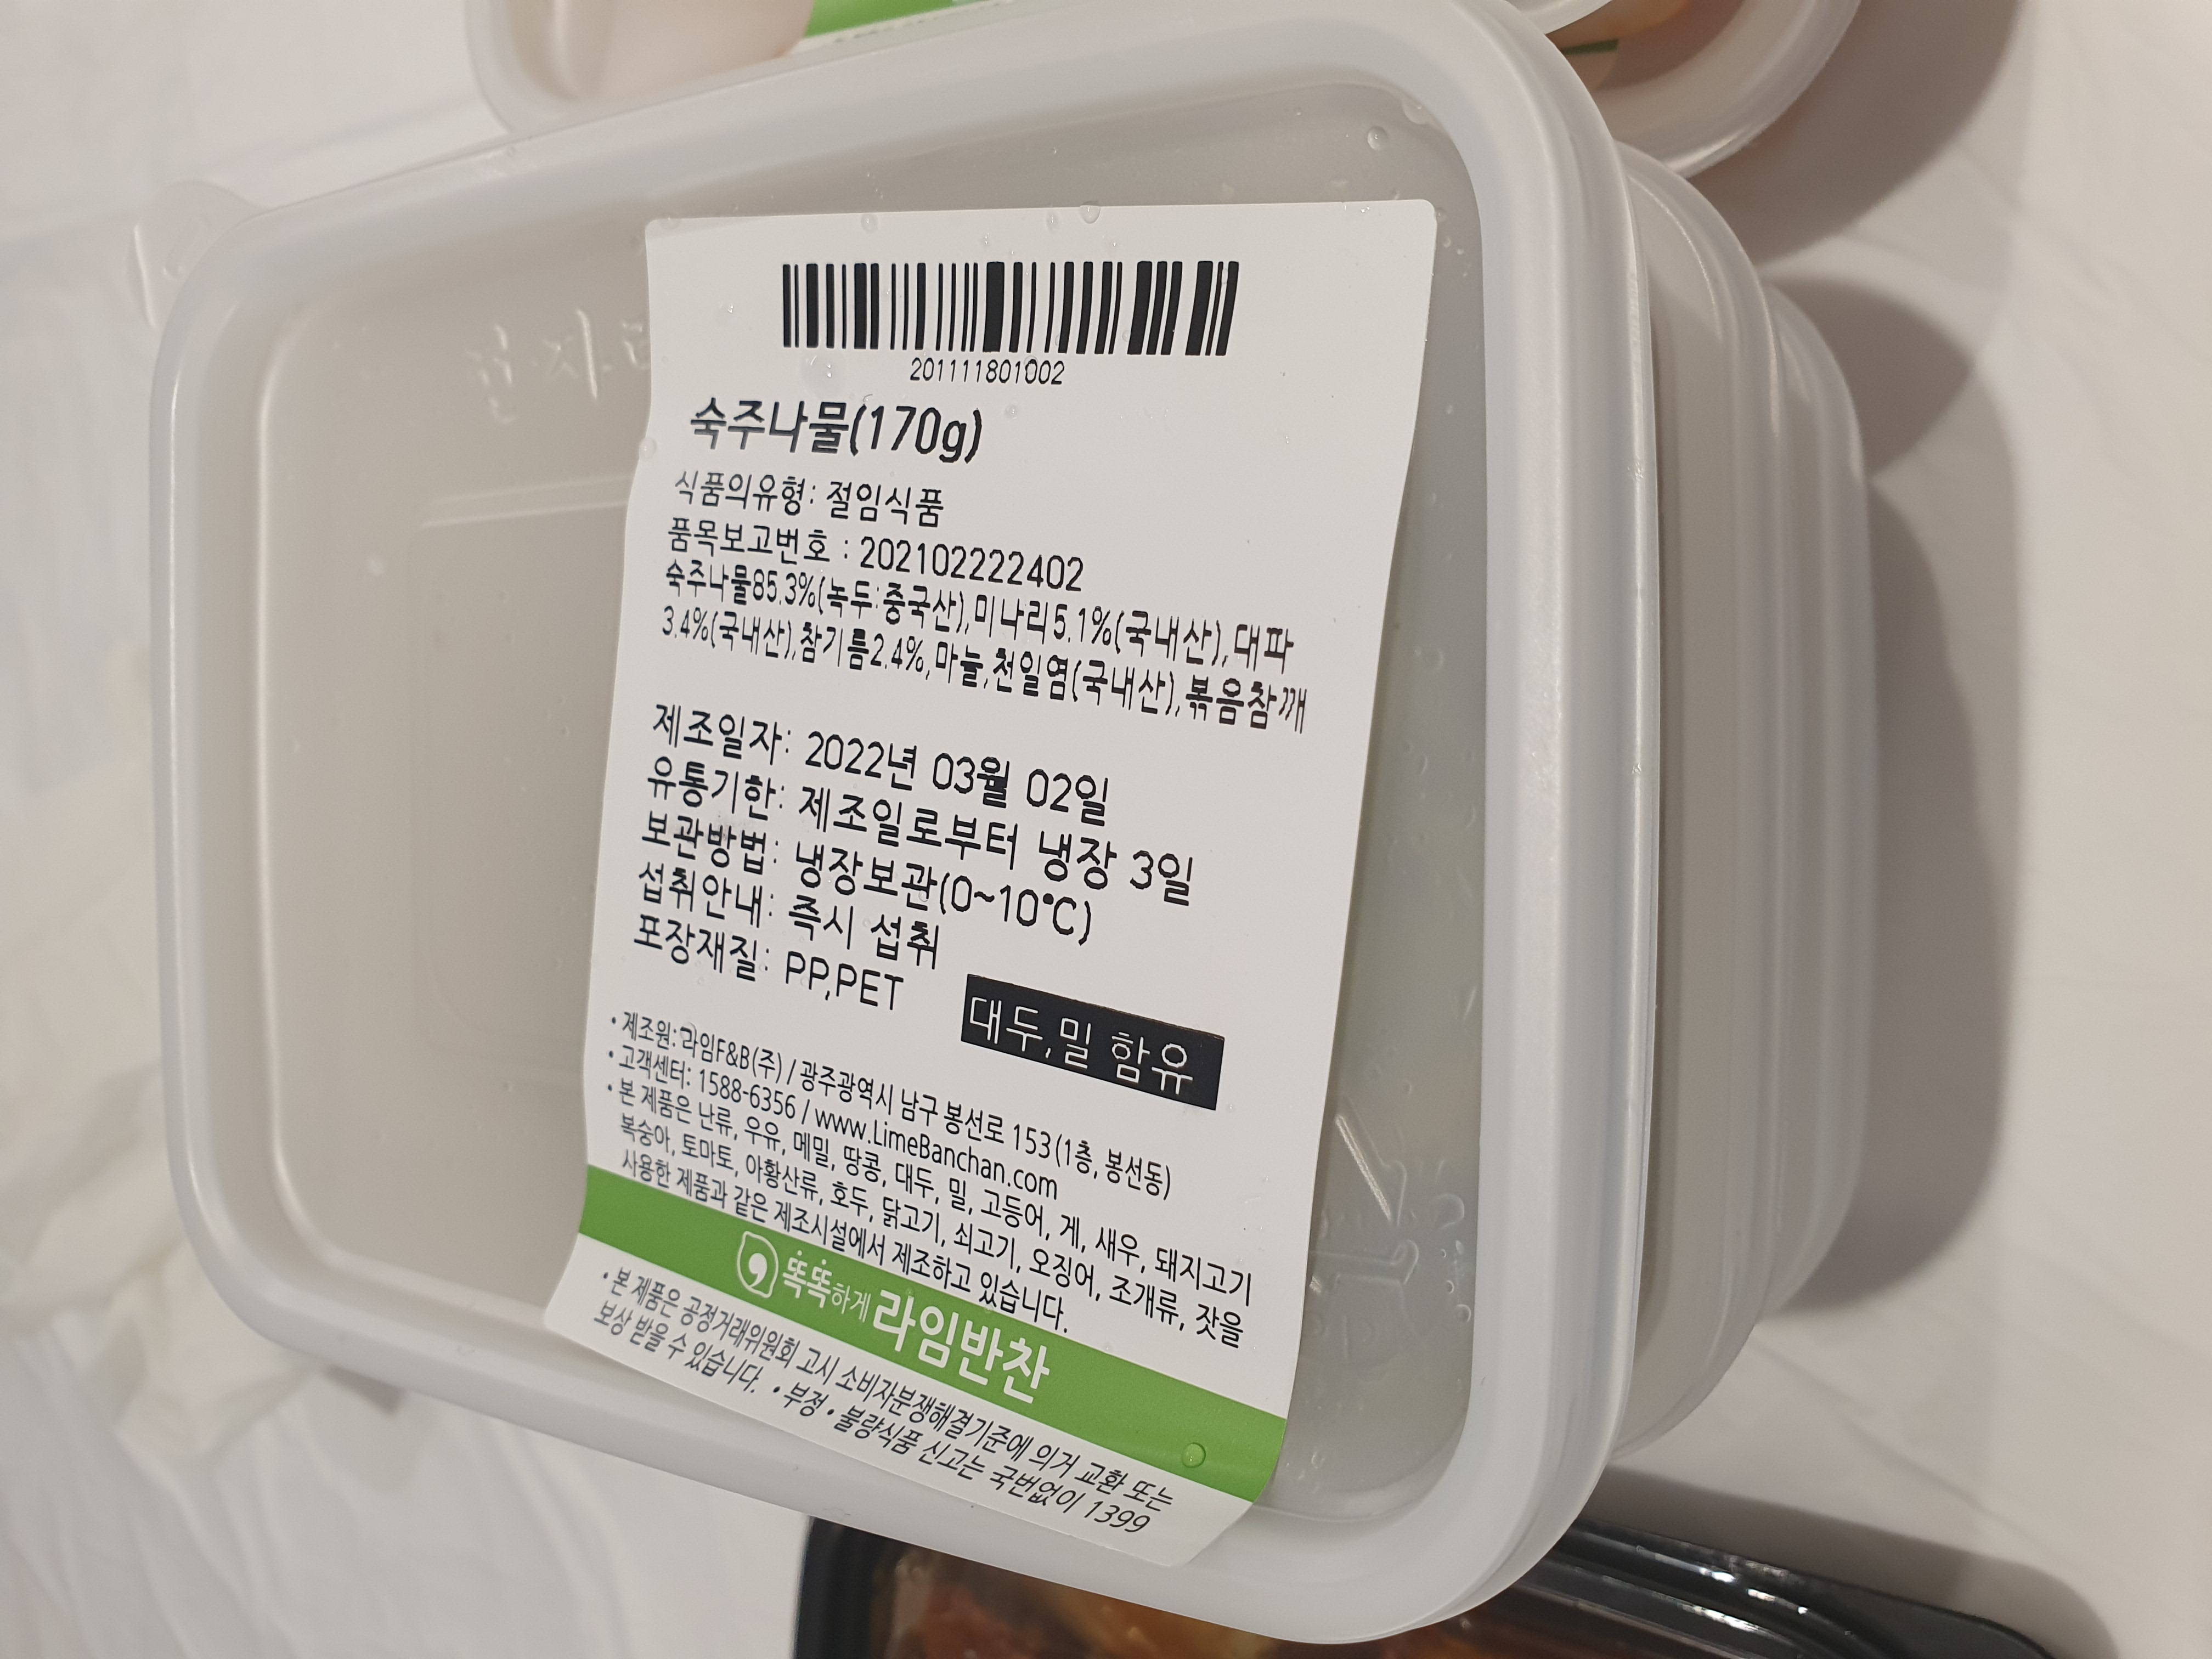 201111801002
숙주나물(170g)
식품의유형: 절임식품
품목보고번호 : 202102222402
숙주나물85.3%(녹두:중국산),미나리5.1%(국내산),대파
3.4%(국내산),참기름2.4%,마늘,천일염(국내산),볶음참깨
제조일자: 2022년 03월 02일
유통기한: 제조일로부터 냉장 3일
보관방법: 냉장보관(0~10℃)
섭취안내: 즉시 섭취
포장재질: PP,PET
대두,밀 함유
• 제조원: 라임F&B(주) / 광주광역시 남구 봉선로 153(1층, 봉선동)
• 고객센터: 1588-6356 / www.LimeBanchan.com
• 본 제품은 난류, 우유, 메밀, 땅콩, 대두, 밀, 고등어, 게, 새우, 돼지고기
복숭아, 토마토, 아황산류, 호두, 닭고기, 쇠고기, 오징어, 조개류, 잣을
사용한 제품과 같은 제조시설에서 제조하고 있습니다.
똑똑하게 라임반찬
• 본 제품은 공정거래위원회 고시 소비자분쟁해결기준에 의거 교환 또는
보상 받을 수 있습니다. • 부정 • 불량식품 신고는 국번없이 1399